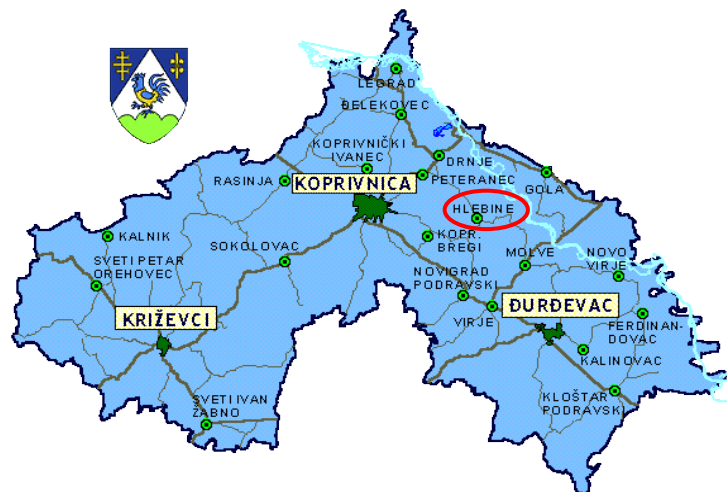 LEGRAD
ĐELEKOVEC
KOPRIVNIČKI
IVANEC
DRNJE
PETERANEC
RASINJA
KOPRIVNICA
GOLA
HLEBINE
KALNIK
SOKOLOVAC
KOPR.
BREGI
MOLVE
NOVO
VIRJE
SVETI PETAR
OREHOVEC
NOVIGRAD
PODRAVSKI
ĐURĐEVAC
KRIŽEVCI
VIRJE
FERDINAN-
DOVAC
KALINOVAC
SVETI IVAN
ŽABNO
KLOŠTAR
PODRAVSKI